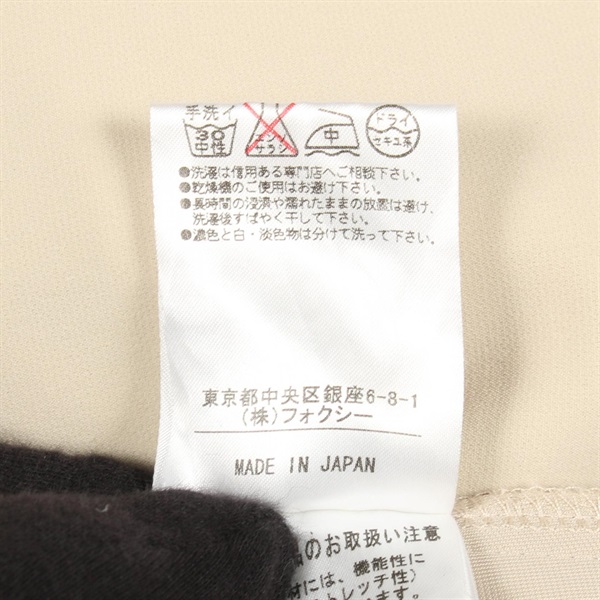 手洗イ
30
中性
エンソ
サラシ
中
ドライ
セキユ系
●洗濯は信用ある専門店へご相談下さい。
●乾燥機のご使用はお避け下さい。
●長時間の浸漬や濡れたままの放置は避け、
洗濯後すばやく干して下さい。
●濃色と白・淡色物は分けて洗って下さい。
東京都中央区銀座6-8-1
(株)フォクシー
MADE IN JAPAN
品のお取扱い注意
材には、機能性に
トレッチ性)